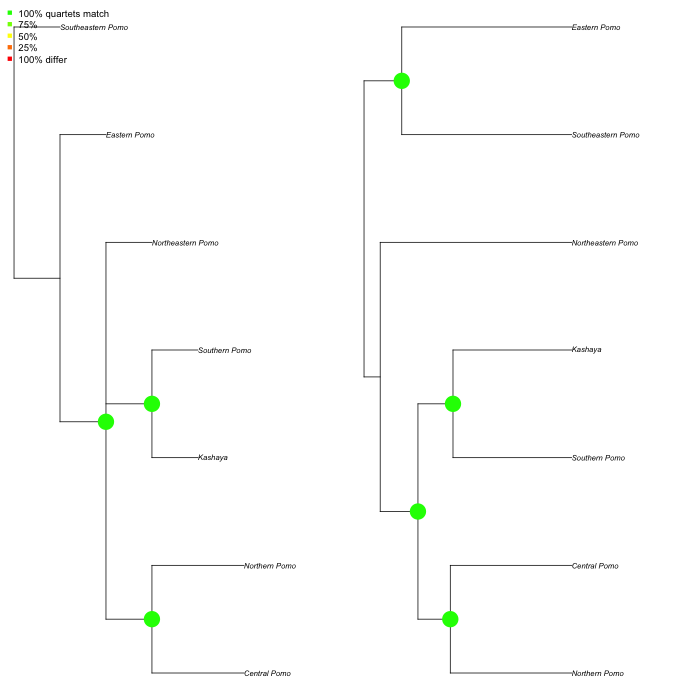 100% quartets match
75%
50%
25%
100% differ
Southeastern Pomo
Eastern Pomo
Northeastern Pomo
Southern Pomo
Kashaya
Northern Pomo
Central Pomo
Eastern Pomo
Southeastern Pomo
Northeastern Pomo
Kashaya
Southern Pomo
Central Pomo
Northern Pomo